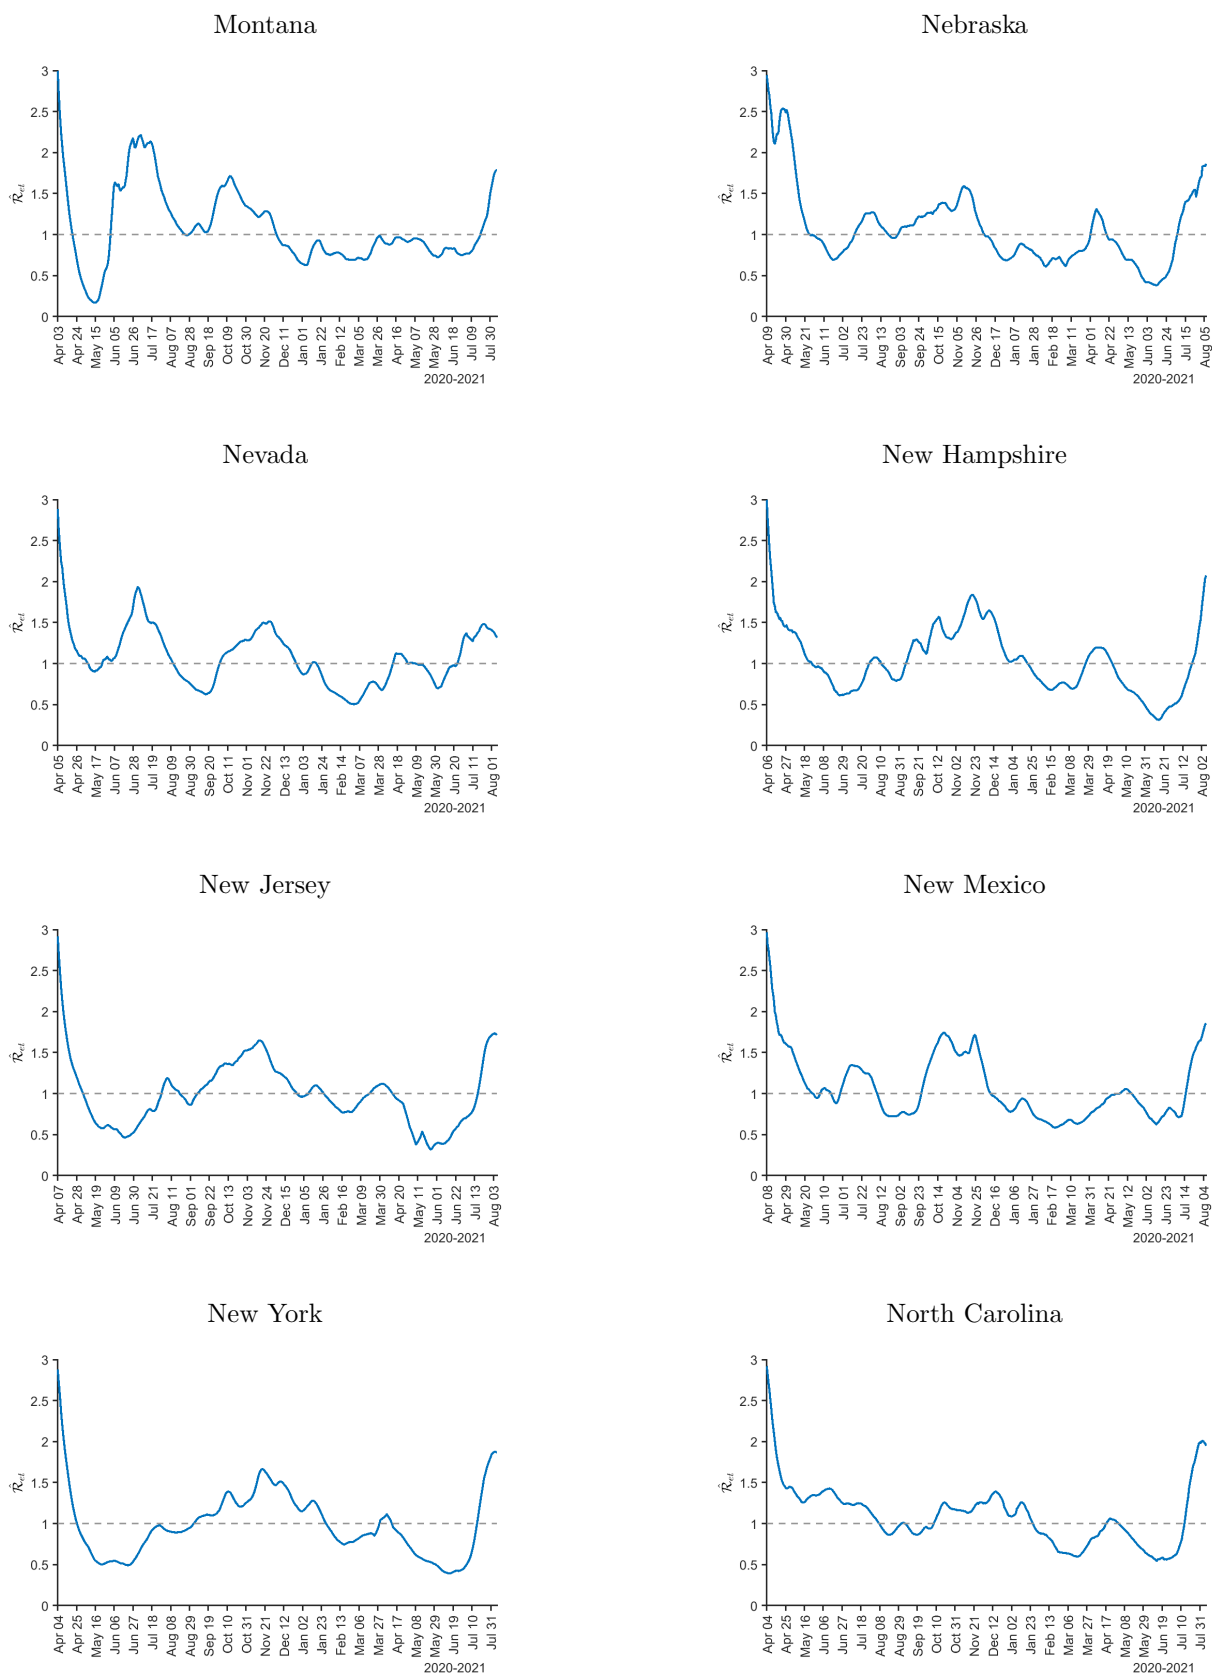 Montana
3
2.5
2
1.5
1
0.5
0
R̂et
Apr 03
Apr 24
May 15
Jun 05
Jun 26
Jul 17
Aug 07
Aug 28
Sep 18
Oct 09
Oct 30
Nov 20
Dec 11
Jan 01
Jan 22
Feb 12
Mar 05
Mar 26
Apr 16
May 07
May 28
Jun 18
Jul 09
Jul 30
2020-2021
Nebraska
3
2.5
2
1.5
1
0.5
0
R̂et
Apr 09
Apr 30
May 21
Jun 11
Jul 02
Jul 23
Aug 13
Sep 03
Sep 24
Oct 15
Nov 05
Nov 26
Dec 17
Jan 07
Jan 28
Feb 18
Mar 11
Apr 01
Apr 22
May 13
Jun 03
Jun 24
Jul 15
Aug 05
2020-2021
Nevada
3
2.5
2
1.5
1
0.5
0
R̂et
Apr 05
Apr 26
May 17
Jun 07
Jun 28
Jul 19
Aug 09
Aug 30
Sep 20
Oct 11
Nov 01
Nov 22
Dec 13
Jan 03
Jan 24
Feb 14
Mar 07
Mar 28
Apr 18
May 09
May 30
Jun 20
Jul 11
Aug 01
2020-2021
New Hampshire
3
2.5
2
1.5
1
0.5
0
R̂et
Apr 06
Apr 27
May 18
Jun 08
Jun 29
Jul 20
Aug 10
Aug 31
Sep 21
Oct 12
Nov 02
Nov 23
Dec 14
Jan 04
Jan 25
Feb 15
Mar 08
Mar 29
Apr 19
May 10
May 31
Jun 21
Jul 12
Aug 02
2020-2021
New Jersey
3
2.5
2
1.5
1
0.5
0
R̂et
Apr 07
Apr 28
May 19
Jun 09
Jun 30
Jul 21
Aug 11
Sep 01
Sep 22
Oct 13
Nov 03
Nov 24
Dec 15
Jan 05
Jan 26
Feb 16
Mar 09
Mar 30
Apr 20
May 11
Jun 01
Jun 22
Jul 13
Aug 03
2020-2021
New Mexico
3
2.5
2
1.5
1
0.5
0
R̂et
Apr 08
Apr 29
May 20
Jun 10
Jul 01
Jul 22
Aug 12
Sep 02
Sep 23
Oct 14
Nov 04
Nov 25
Dec 16
Jan 06
Jan 27
Feb 17
Mar 10
Mar 31
Apr 21
May 12
Jun 02
Jun 23
Jul 14
Aug 04
2020-2021
New York
3
2.5
2
1.5
1
0.5
0
R̂et
Apr 04
Apr 25
May 16
Jun 06
Jun 27
Jul 18
Aug 08
Aug 29
Sep 19
Oct 10
Oct 31
Nov 21
Dec 12
Jan 02
Jan 23
Feb 13
Mar 06
Mar 27
Apr 17
May 08
May 29
Jun 19
Jul 10
Jul 31
2020-2021
North Carolina
3
2.5
2
1.5
1
0.5
0
R̂et
Apr 04
Apr 25
May 16
Jun 06
Jun 27
Jul 18
Aug 08
Aug 29
Sep 19
Oct 10
Oct 31
Nov 21
Dec 12
Jan 02
Jan 23
Feb 13
Mar 06
Mar 27
Apr 17
May 08
May 29
Jun 19
Jul 10
Jul 31
2020-2021